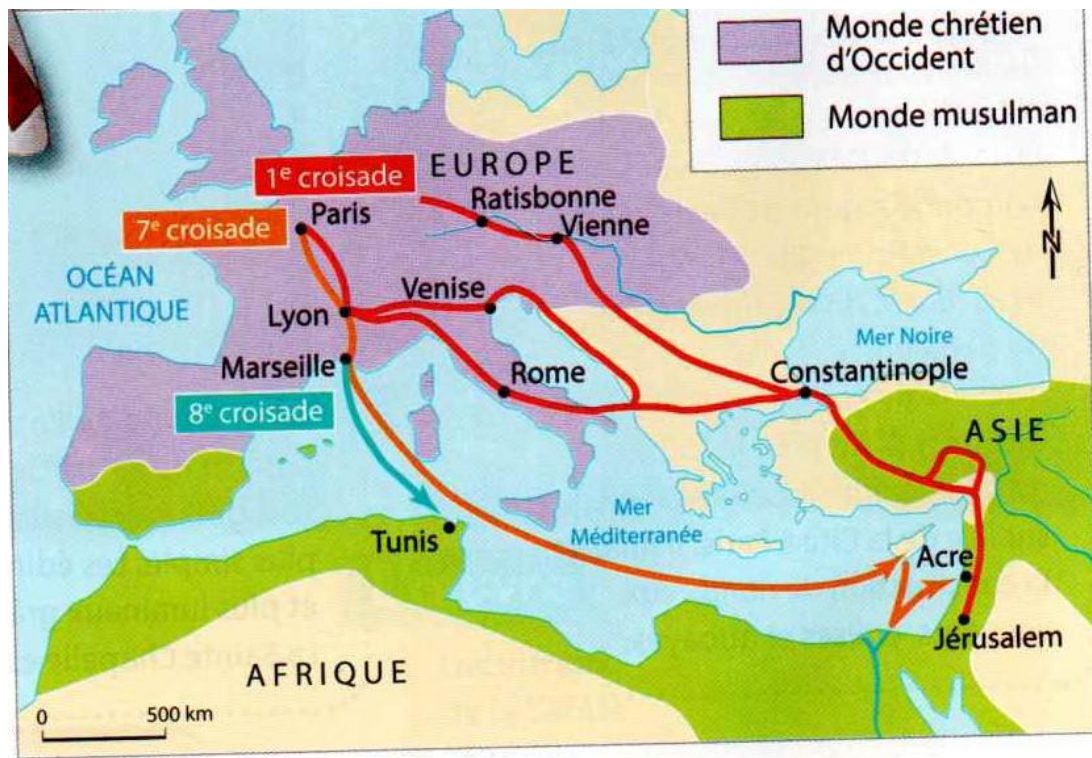 Monde chrétien
d'Occident
Monde musulman
EUROPE
1e croisade
Ratisbonne
Paris
7e croisade
Vienne
N
OCÉAN
ATLANTIQUE
Venise
Lyon
Mer Noire
Marseille
Rome
Constantinople
8e croisade
ASIE
Mer
Méditerranée
Tunis
Acre
Jérusalem
AFRIQUE
0 500 km